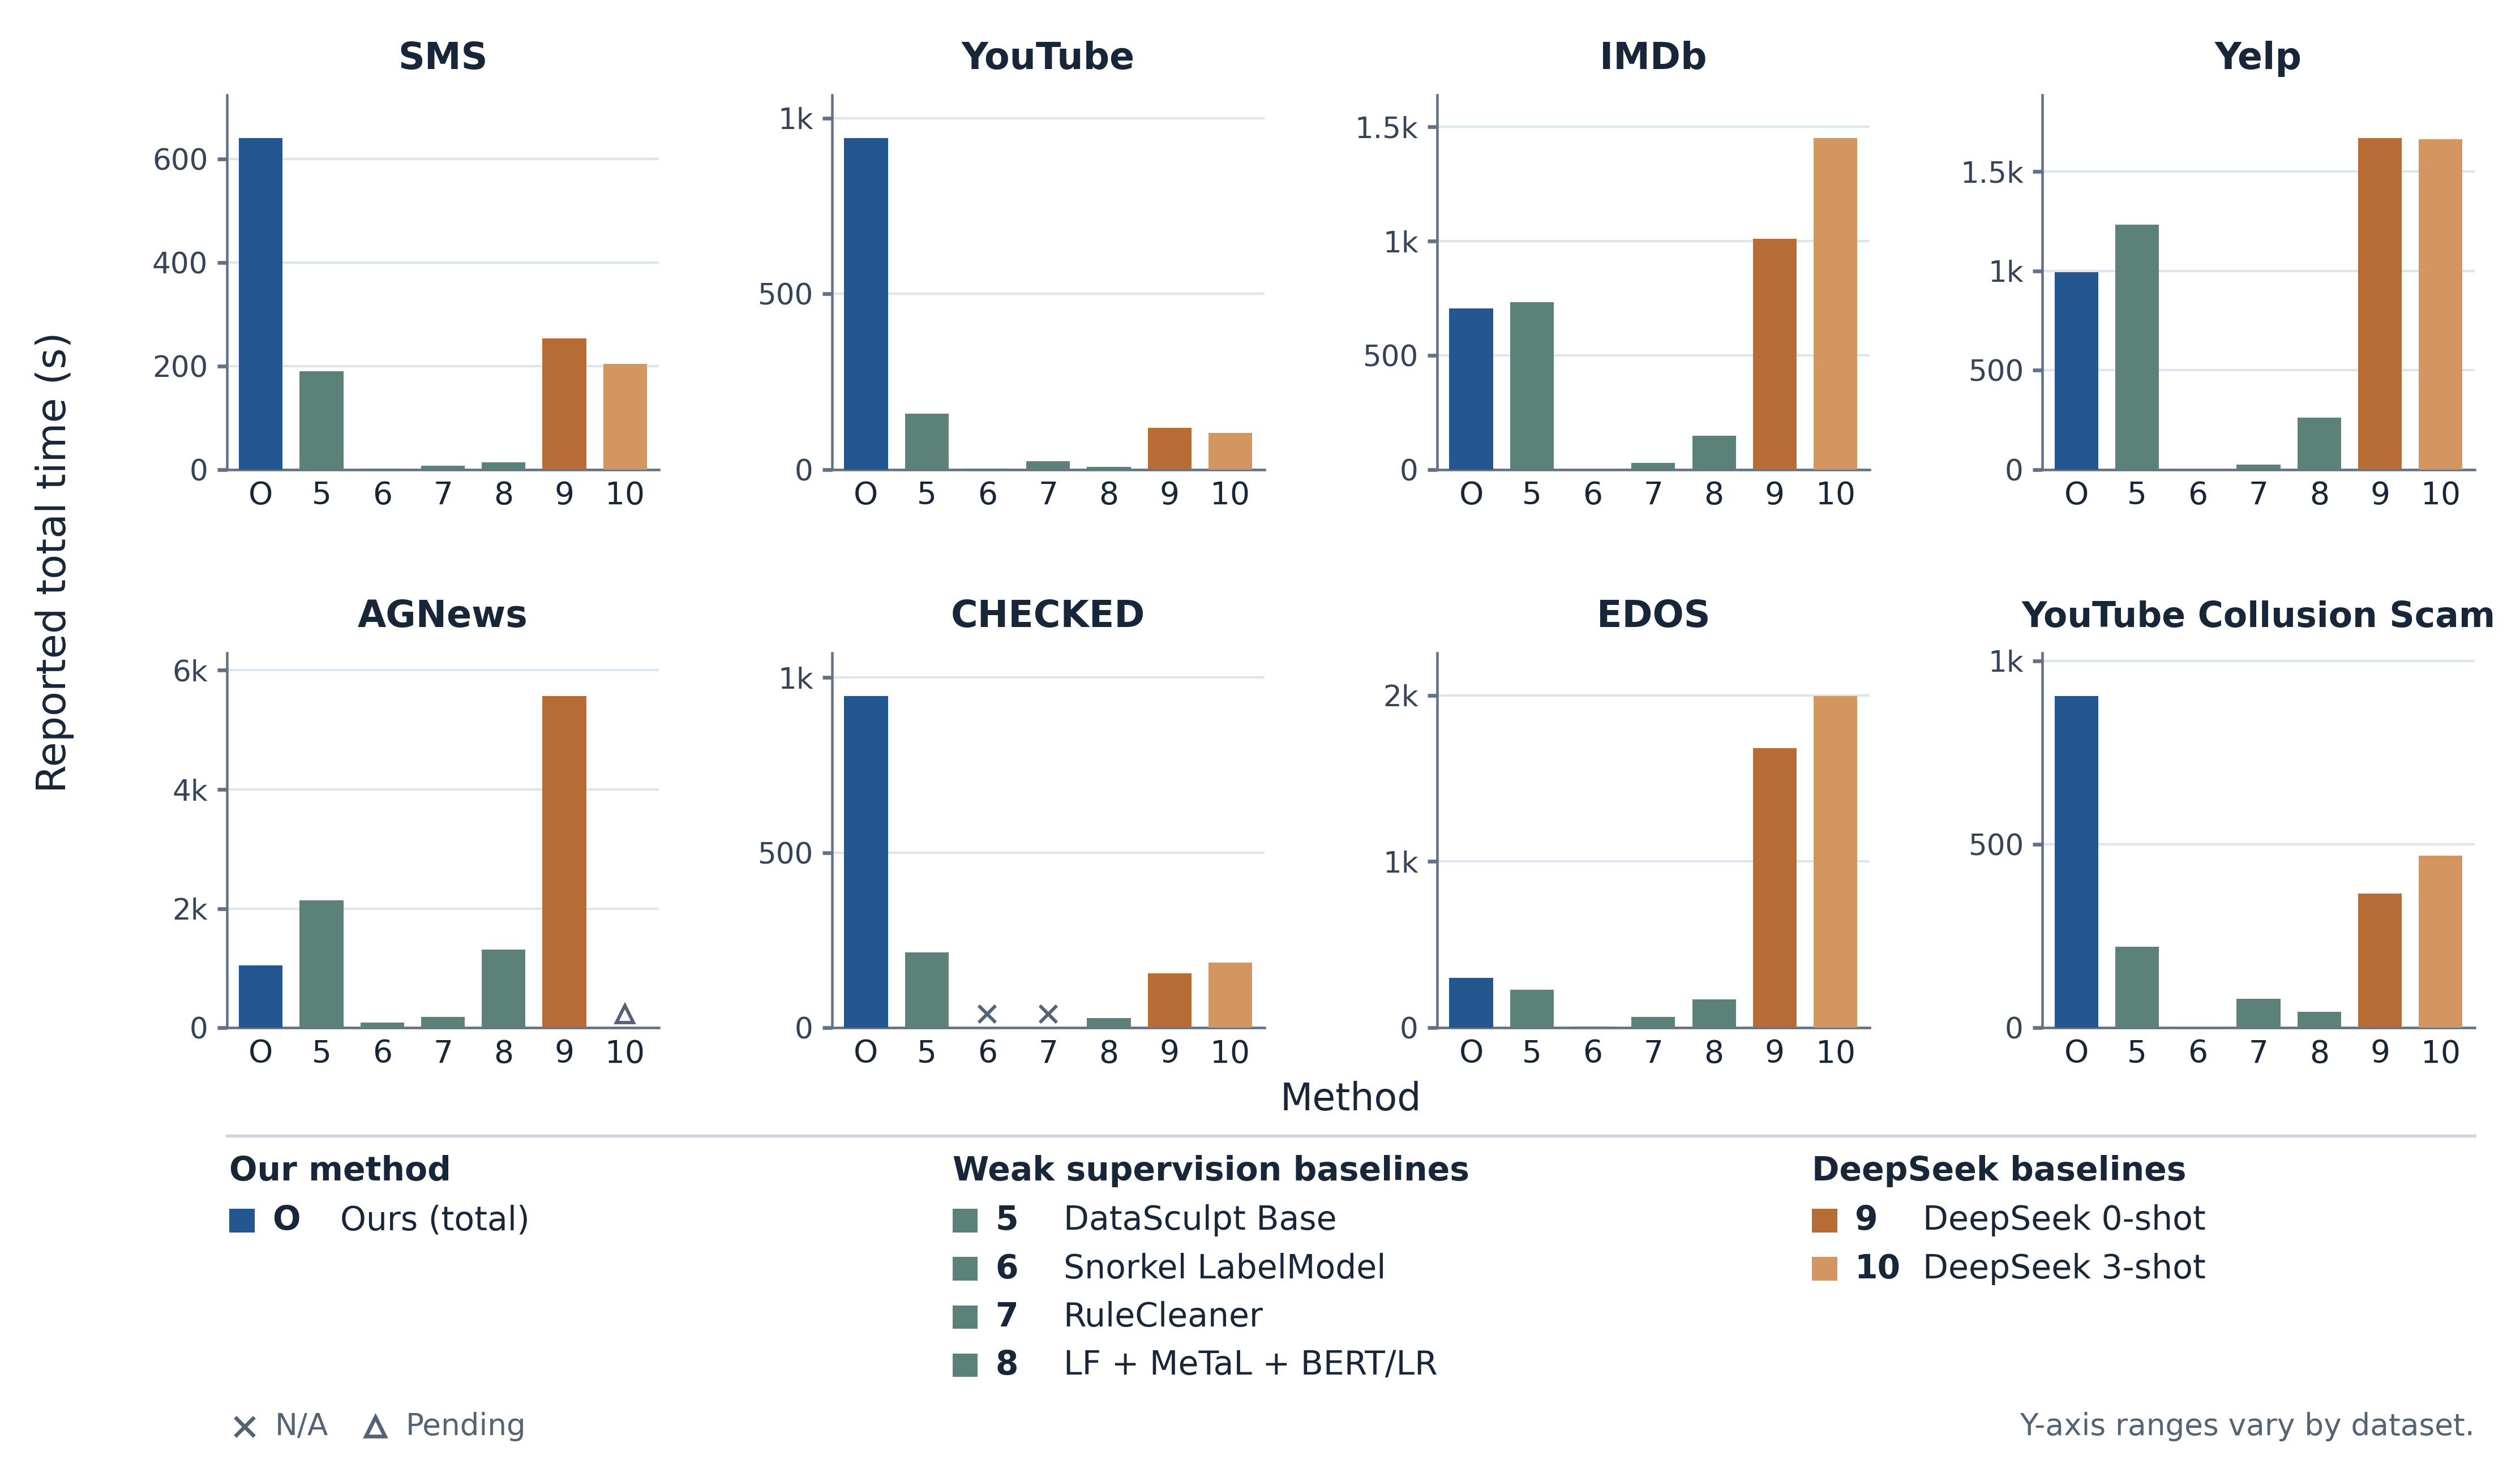 SMS
YouTube
IMDb
Yelp
Reported total time (s)
600
400
200
0
O 5 6 7 8 9 10
1k
500
0
O 5 6 7 8 9 10
1.5k
1k
500
0
O 5 6 7 8 9 10
1.5k
1k
500
0
O 5 6 7 8 9 10
AGNews
CHECKED
EDOS
YouTube Collusion Scam
6k
4k
2k
0
O 5 6 7 8 9 10
1k
500
0
O 5 6 7 8 9 10
2k
1k
0
O 5 6 7 8 9 10
1k
500
0
O 5 6 7 8 9 10
Method
Our method
O Ours (total)
Weak supervision baselines
5 DataSculpt Base
6 Snorkel LabelModel
7 RuleCleaner
8 LF + MeTaL + BERT/LR
DeepSeek baselines
9 DeepSeek 0-shot
10 DeepSeek 3-shot
× N/A △ Pending
Y-axis ranges vary by dataset.